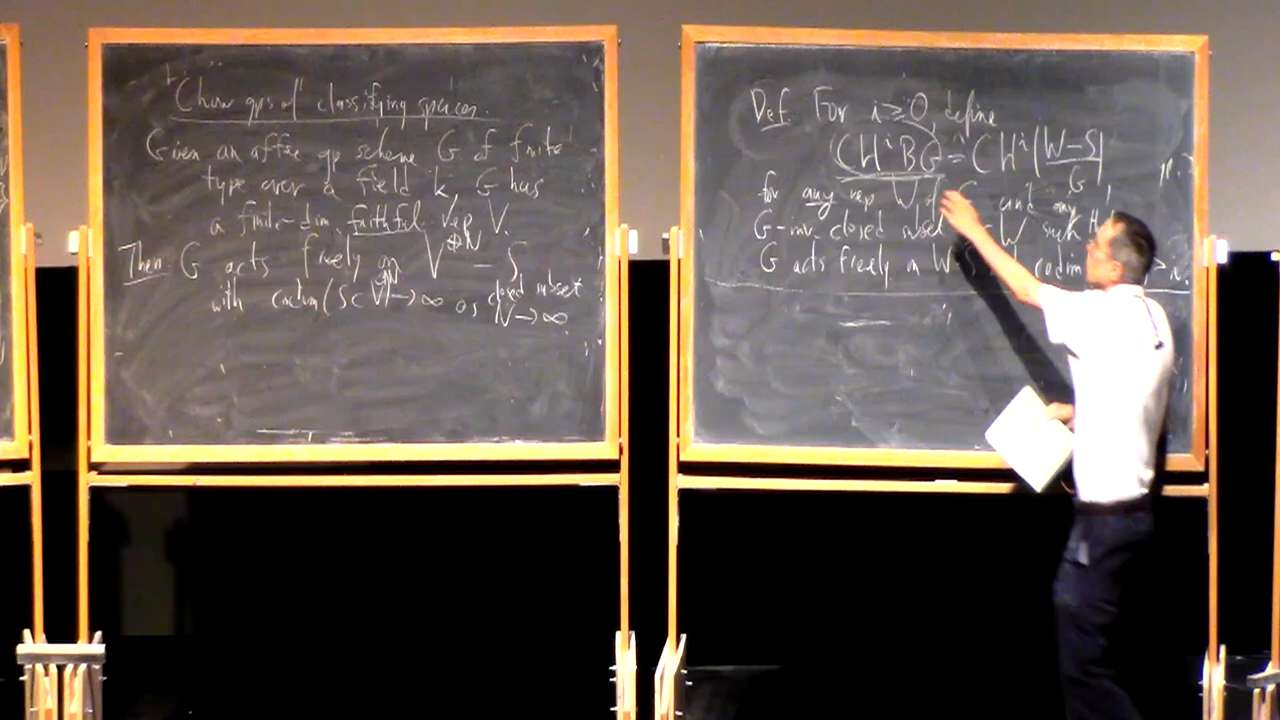 Chow gps of classifying spaces
Given an affine gp scheme G of finite
type over a field k, G has
a finite-dim. faithful rep V.
Then G acts freely on V^{⊕N} - S
closed subset
with codim(S ⊂ V^{⊕N}) → ∞ as N → ∞
Def. For i ≥ 0, define
CH^i BG = CH^i (W-S)/G
for any rep W of G and any
G-inv. closed subset W such that
G acts freely on W-S codim > i.